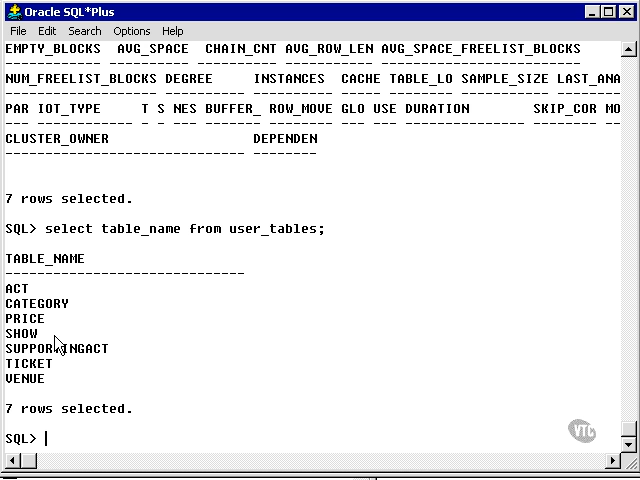 Oracle SQL*Plus
File Edit Search Options Help
EMPTY_BLOCKS AVG_SPACE CHAIN_CNT AVG_ROW_LEN AVG_SPACE_FREELIST_BLOCKS
------------ ---------- ---------- ----------- -------------------------
NUM_FREELIST_BLOCKS DEGREE INSTANCES CACHE TABLE_LO SAMPLE_SIZE LAST_ANA
------------------- ---------- ---------- ----- -------- ----------- --------
PAR IOT_TYPE T S NES BUFFER_ ROW_MOVE GLO USE DURATION SKIP_COR MO
--- ------------ - - --- ------- -------- --- --- --------------- -------- --
CLUSTER_OWNER DEPENDEN
------------------------------ --------
7 rows selected.
SQL> select table_name from user_tables;
TABLE_NAME
------------------------------
ACT
CATEGORY
PRICE
SHOW
SUPPORTINGACT
TICKET
VENUE
7 rows selected.
SQL>
VTC